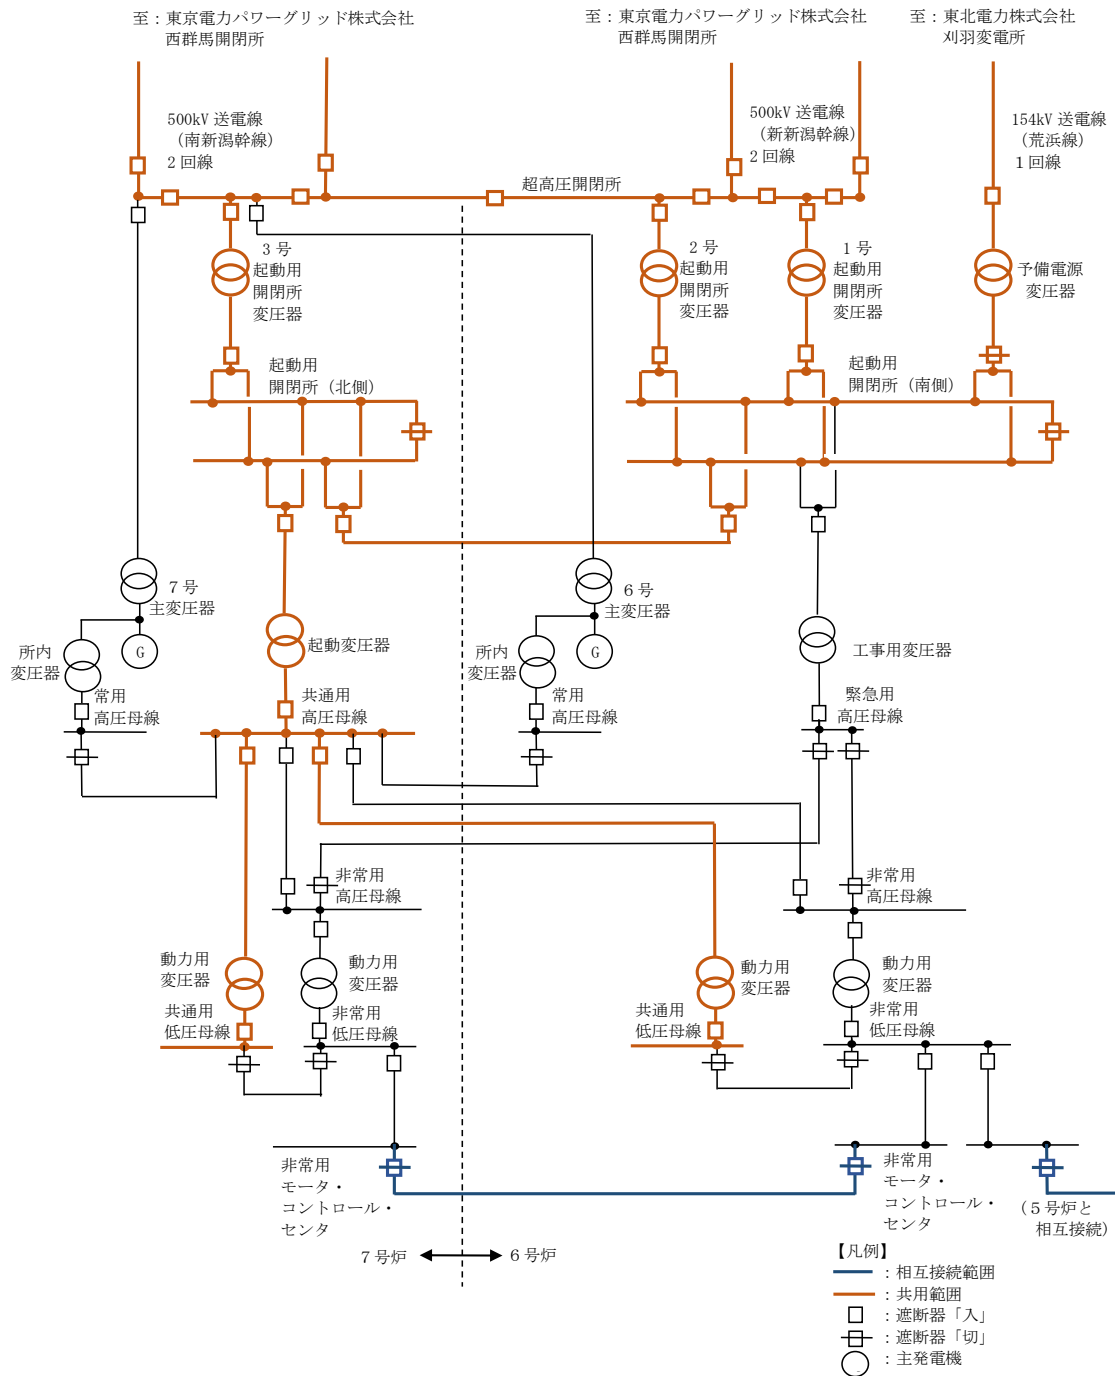 至：東京電力パワーグリッド株式会社
西群馬開閉所
至：東京電力パワーグリッド株式会社
西群馬開閉所
至：東北電力株式会社
刈羽変電所
500kV 送電線
（南新潟幹線）
2 回線
500kV 送電線
（新新潟幹線）
2 回線
154kV 送電線
（荒浜線）
1 回線
超高圧開閉所
3 号
起動用
開閉所
変圧器
2 号
起動用
開閉所
変圧器
1 号
起動用
開閉所
変圧器
予備電源
変圧器
起動用
開閉所（北側）
起動用
開閉所（南側）
7 号
主変圧器
6 号
主変圧器
所内
変圧器
G
起動変圧器
所内
変圧器
G
工事用変圧器
常用
高圧母線
共通用
高圧母線
常用
高圧母線
緊急用
高圧母線
非常用
高圧母線
非常用
高圧母線
動力用
変圧器
動力用
変圧器
動力用
変圧器
動力用
変圧器
共通用
低圧母線
非常用
低圧母線
共通用
低圧母線
非常用
低圧母線
非常用
モータ・
コントロール・
センタ
非常用
モータ・
コントロール・
センタ
（５号炉と
相互接続）
７号炉
６号炉
【凡例】
：相互接続範囲
：共用範囲
：遮断器「入」
：遮断器「切」
：主発電機